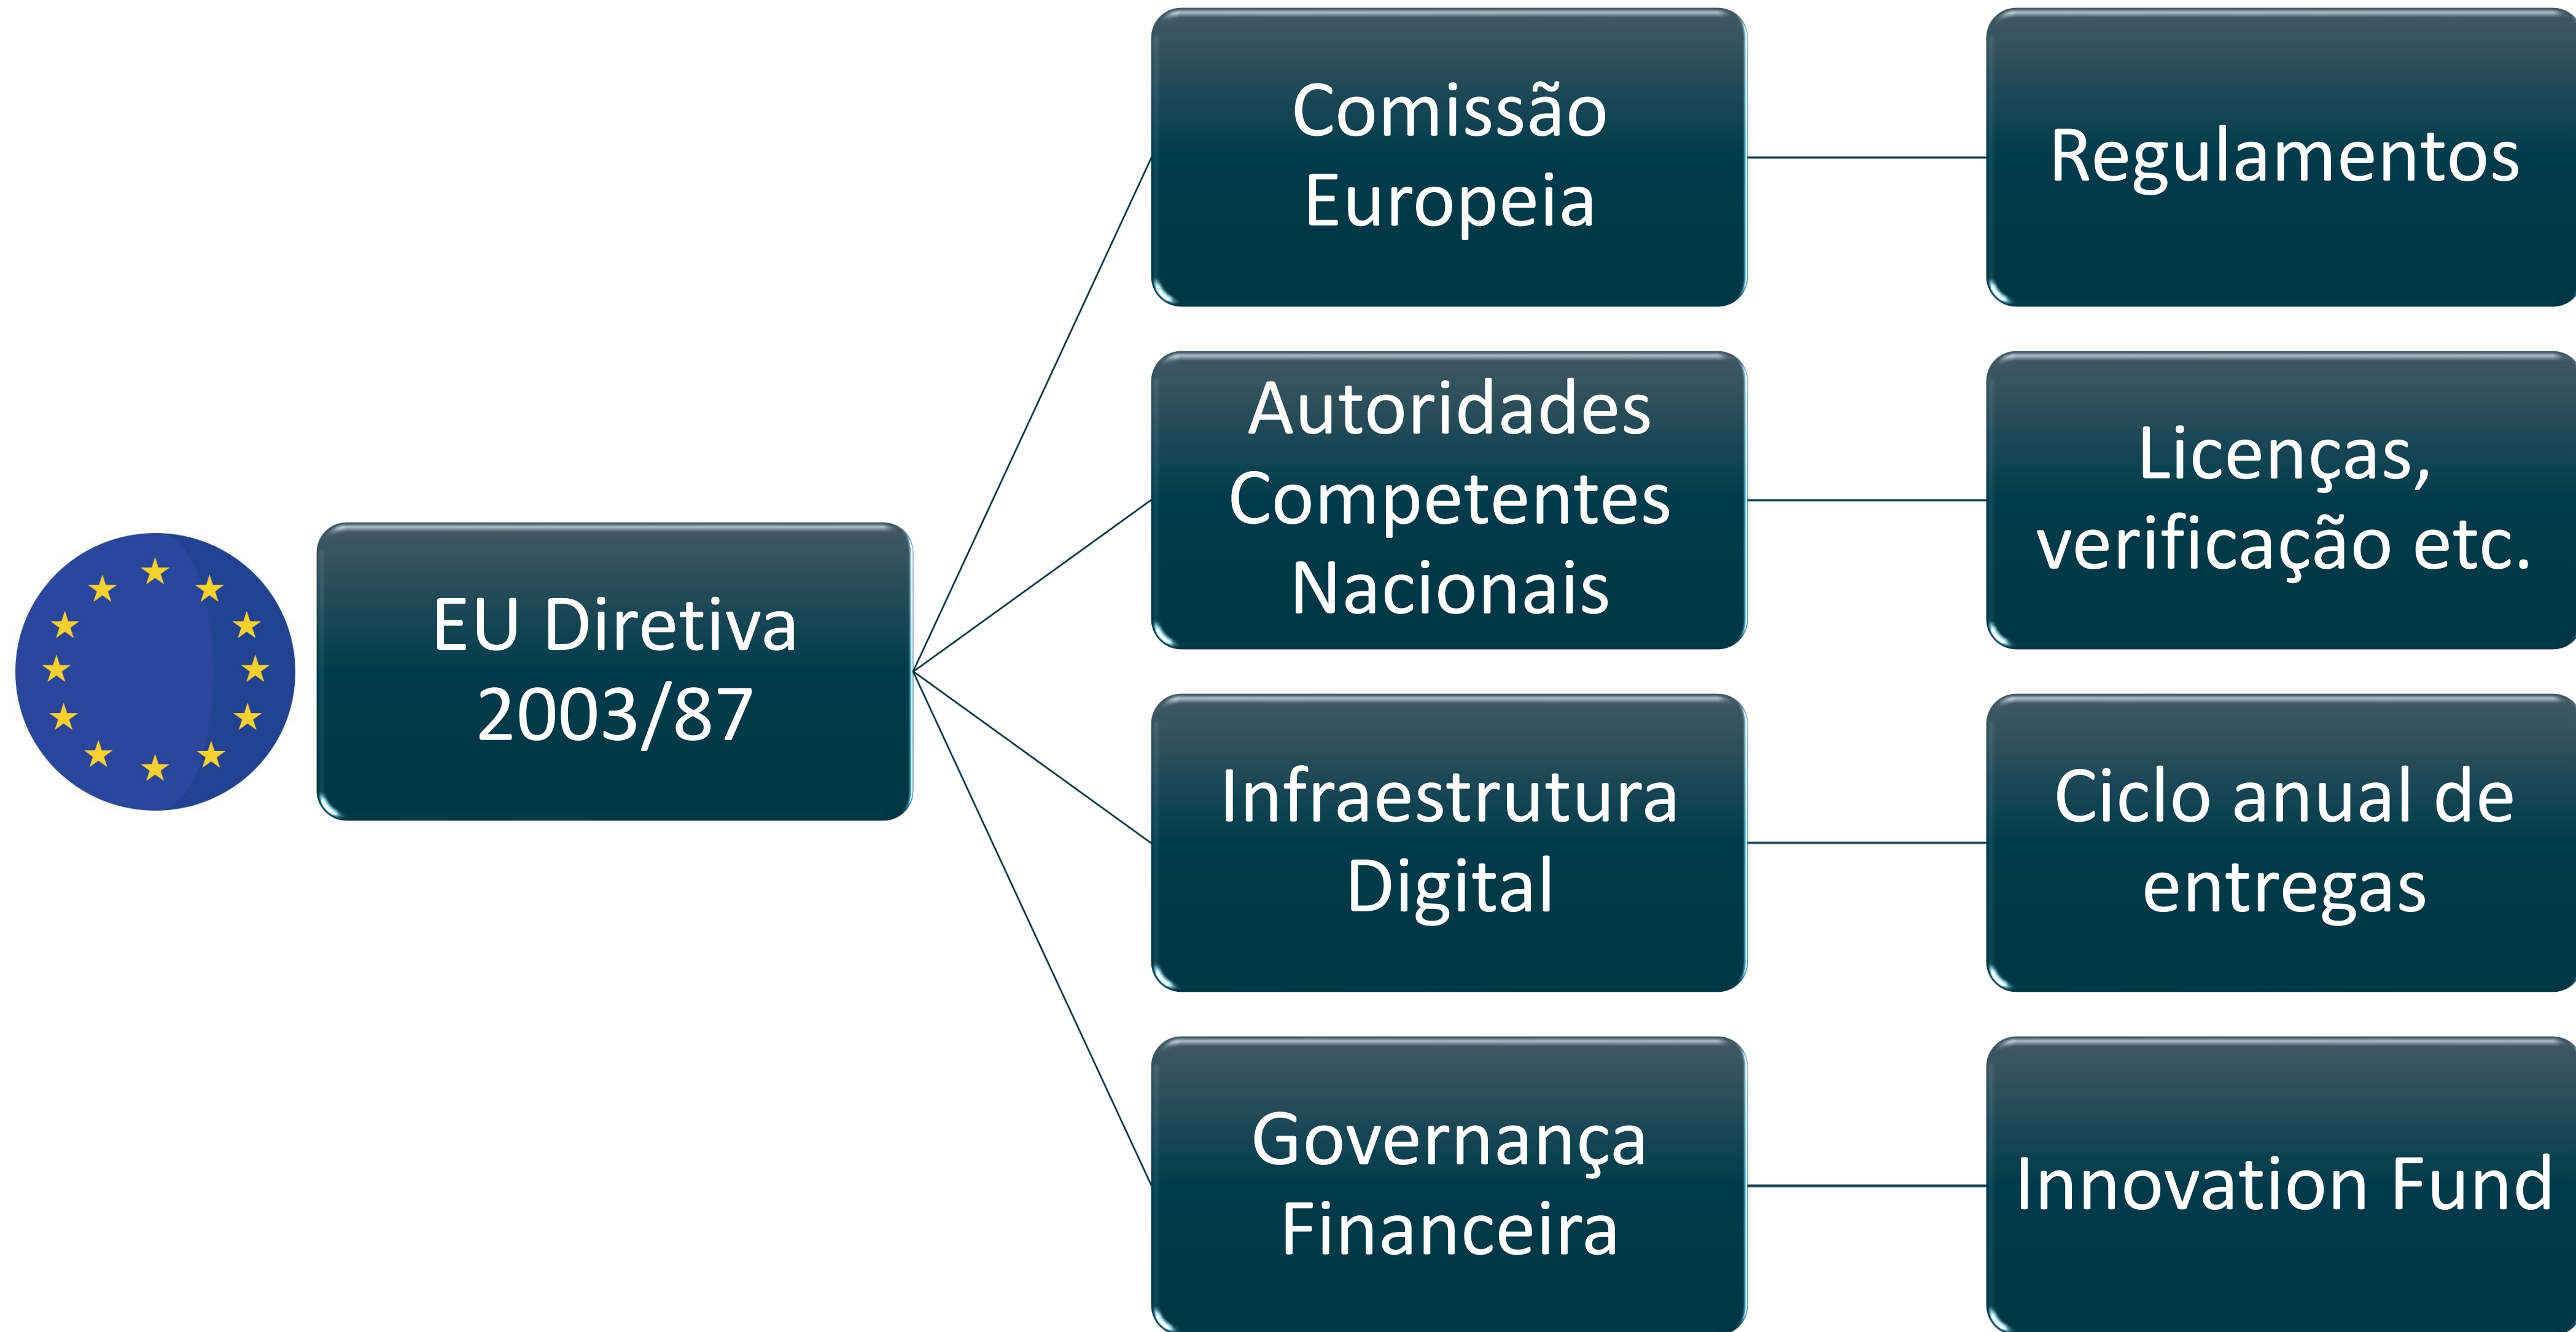 EU Diretiva
2003/87
Comissão
Europeia
Regulamentos
Autoridades
Competentes
Nacionais
Licenças,
verificação etc.
Infraestrutura
Digital
Ciclo anual de
entregas
Governança
Financeira
Innovation Fund